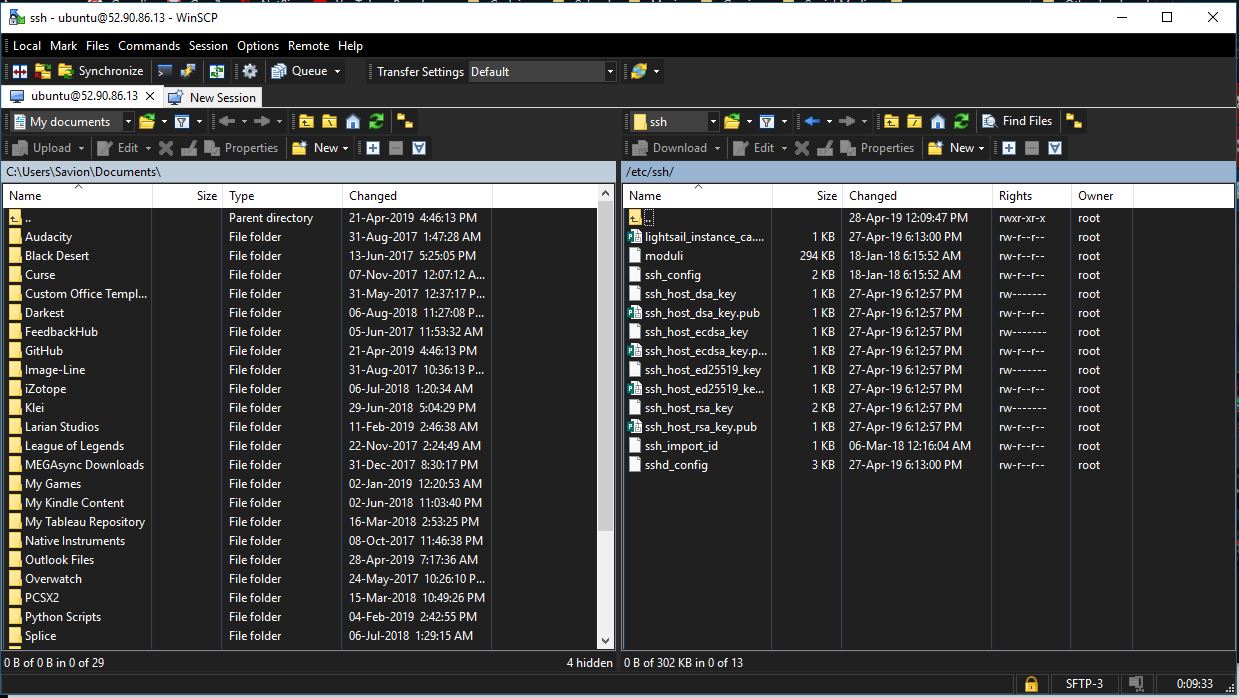 ssh - ubuntu@52.90.86.13 - WinSCP
Local Mark Files Commands Session Options Remote Help
Synchronize Queue Transfer Settings Default
ubuntu@52.90.86.13 New Session
My documents ssh Find Files
Upload Edit Properties New Download Edit Properties New
C:\Users\Savion\Documents\ /etc/ssh/
Name Size Type Changed Name Size Changed Rights Owner
.. Parent directory 21-Apr-2019 4:46:13 PM .. 28-Apr-19 12:09:47 PM rwxr-xr-x root
Audacity File folder 31-Aug-2017 1:47:28 AM lightsail_instance_ca.... 1 KB 27-Apr-19 6:13:00 PM rw-r--r-- root
Black Desert File folder 13-Jun-2017 5:25:05 PM moduli 294 KB 18-Jan-18 6:15:52 AM rw-r--r-- root
Curse File folder 07-Nov-2017 12:07:12 A... ssh_config 2 KB 18-Jan-18 6:15:52 AM rw-r--r-- root
Custom Office Templ... File folder 31-May-2017 12:37:17 P... ssh_host_dsa_key 1 KB 27-Apr-19 6:12:57 PM rw------- root
Darkest File folder 06-Aug-2018 11:27:08 P... ssh_host_dsa_key.pub 1 KB 27-Apr-19 6:12:57 PM rw-r--r-- root
FeedbackHub File folder 05-Jun-2017 11:53:32 AM ssh_host_ecdsa_key 1 KB 27-Apr-19 6:12:57 PM rw------- root
GitHub File folder 21-Apr-2019 4:46:13 PM ssh_host_ecdsa_key.p... 1 KB 27-Apr-19 6:12:57 PM rw-r--r-- root
Image-Line File folder 31-Aug-2017 10:36:13 P... ssh_host_ed25519_key 1 KB 27-Apr-19 6:12:57 PM rw------- root
iZotope File folder 06-Jul-2018 1:20:34 AM ssh_host_ed25519_ke... 1 KB 27-Apr-19 6:12:57 PM rw-r--r-- root
Klei File folder 29-Jun-2018 5:04:29 PM ssh_host_rsa_key 2 KB 27-Apr-19 6:12:57 PM rw------- root
Larian Studios File folder 11-Feb-2019 2:46:38 AM ssh_host_rsa_key.pub 1 KB 27-Apr-19 6:12:57 PM rw-r--r-- root
League of Legends File folder 22-Nov-2017 2:24:49 AM ssh_import_id 1 KB 06-Mar-18 12:16:04 AM rw-r--r-- root
MEGAsync Downloads File folder 31-Dec-2017 8:30:17 PM sshd_config 3 KB 27-Apr-19 6:13:00 PM rw-r--r-- root
My Games File folder 02-Jan-2019 12:20:53 AM
My Kindle Content File folder 02-Jun-2018 11:03:40 PM
My Tableau Repository File folder 16-Mar-2018 2:53:25 PM
Native Instruments File folder 08-Oct-2017 11:46:38 PM
Outlook Files File folder 28-Apr-2019 7:17:36 AM
Overwatch File folder 24-May-2017 10:26:10 P...
PCSX2 File folder 15-Mar-2018 10:49:26 PM
Python Scripts File folder 04-Feb-2019 2:42:55 PM
Splice File folder 06-Jul-2018 1:29:15 AM
0 B of 0 B in 0 of 29 4 hidden 0 B of 302 KB in 0 of 13
SFTP-3 0:09:33